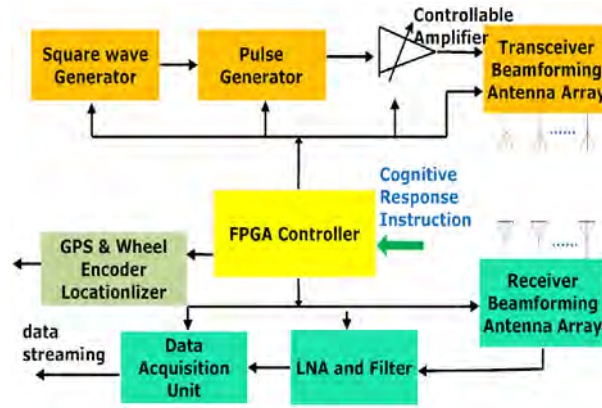 Controllable
Amplifier
Square wave
Generator
Pulse
Generator
Transceiver
Beamforming
Antenna Array
Cognitive
Response
Instruction
FPGA Controller
GPS & Wheel
Encoder
Locationlizer
Receiver
Beamforming
Antenna Array
data
streaming
Data
Acquisition
Unit
LNA and Filter